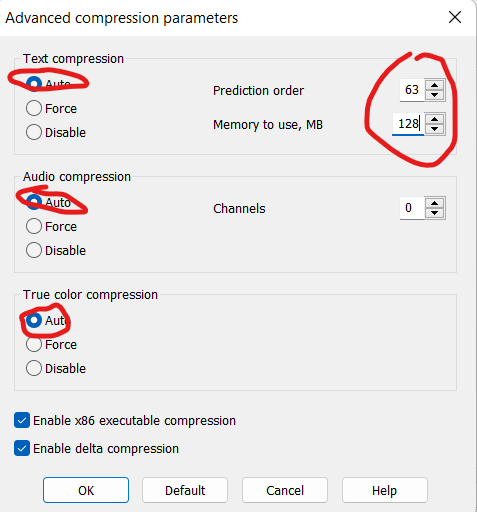 Advanced compression parameters
Text compression
Auto
Prediction order 63
Force
Memory to use, MB 128
Disable
Audio compression
Auto
Channels 0
Force
Disable
True color compression
Auto
Force
Disable
Enable x86 executable compression
Enable delta compression
OK Default Cancel Help